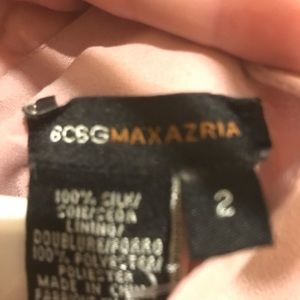 BCBGMAXAZRIA
2
100% SILK/
SOIE/SEDA
LINING/
DOUBLURE/FORRO
100% POLYESTER/
POLIESTER
MADE IN CHINA